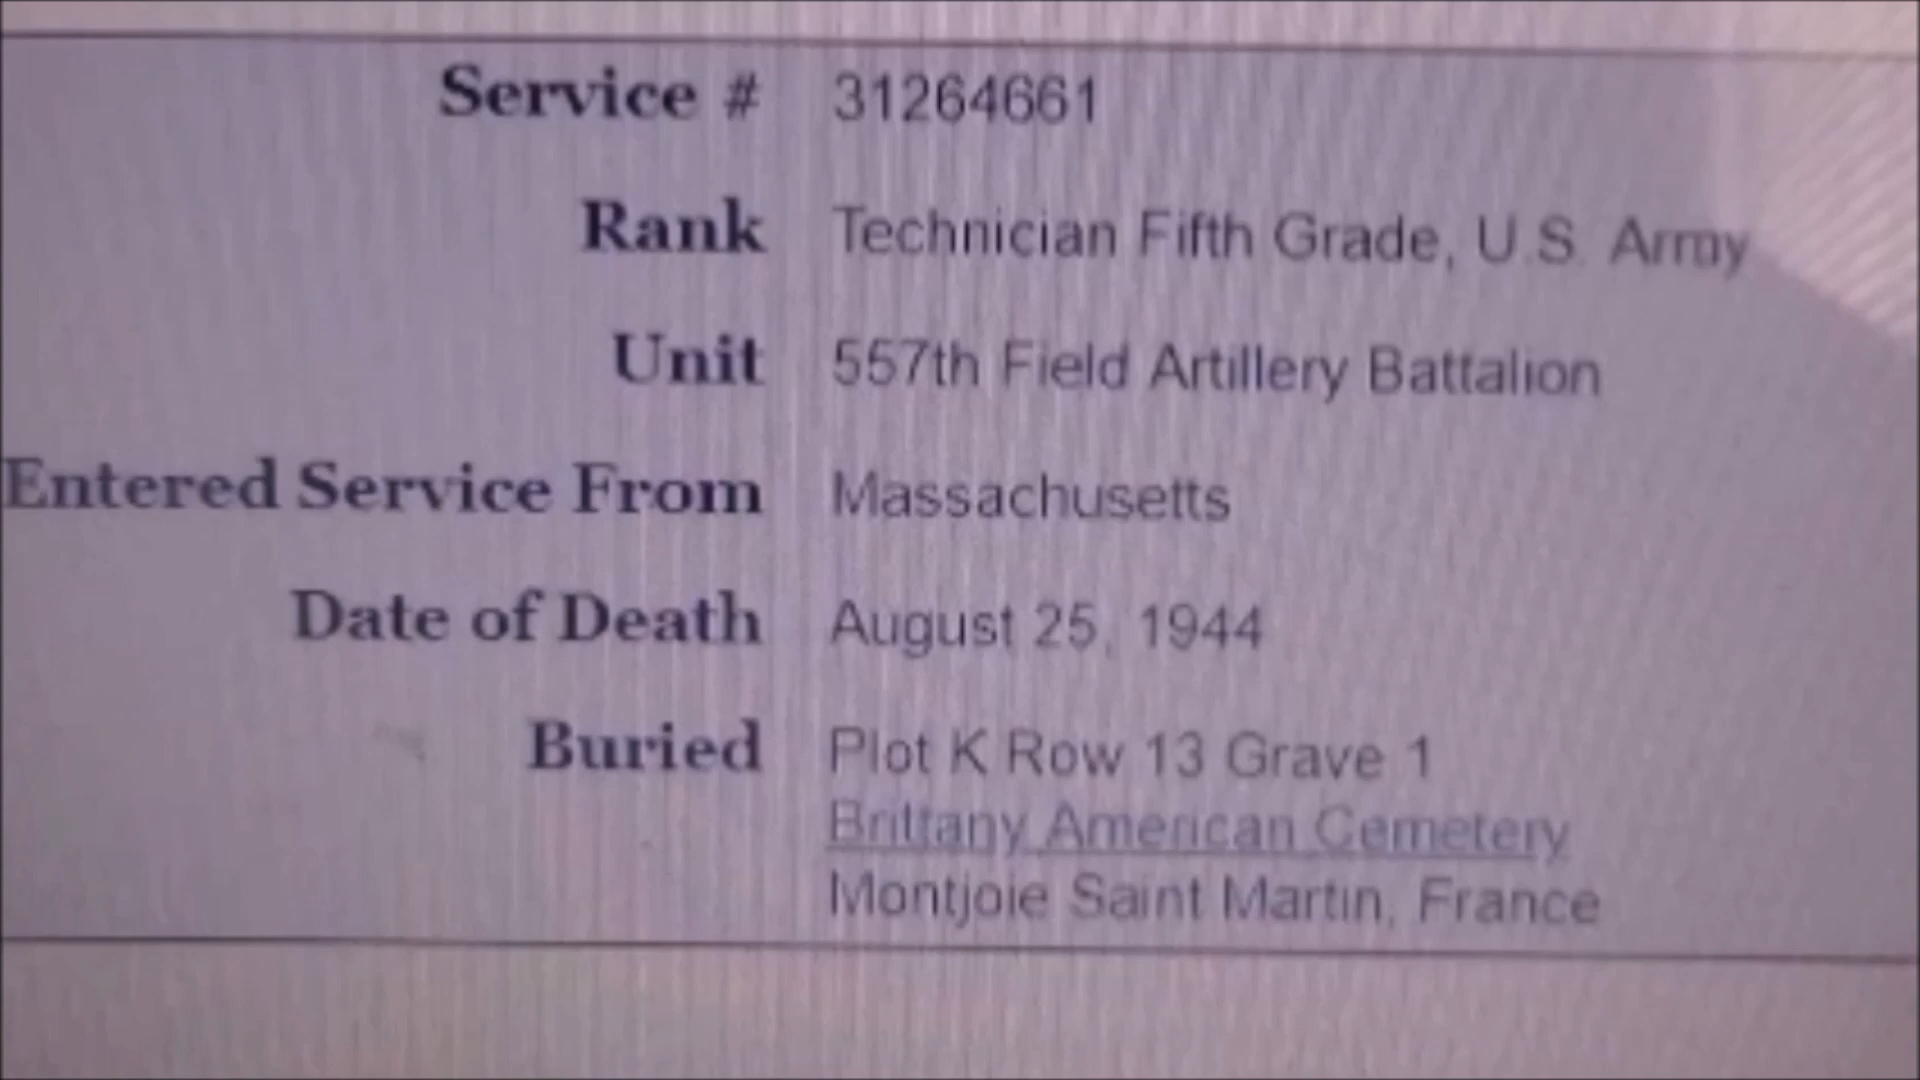 Service # 31264661
Rank Technician Fifth Grade, U.S. Army
Unit 557th Field Artillery Battalion
Entered Service From Massachusetts
Date of Death August 25, 1944
Buried Plot K Row 13 Grave 1
Brittany American Cemetery
Montjoie Saint Martin, France